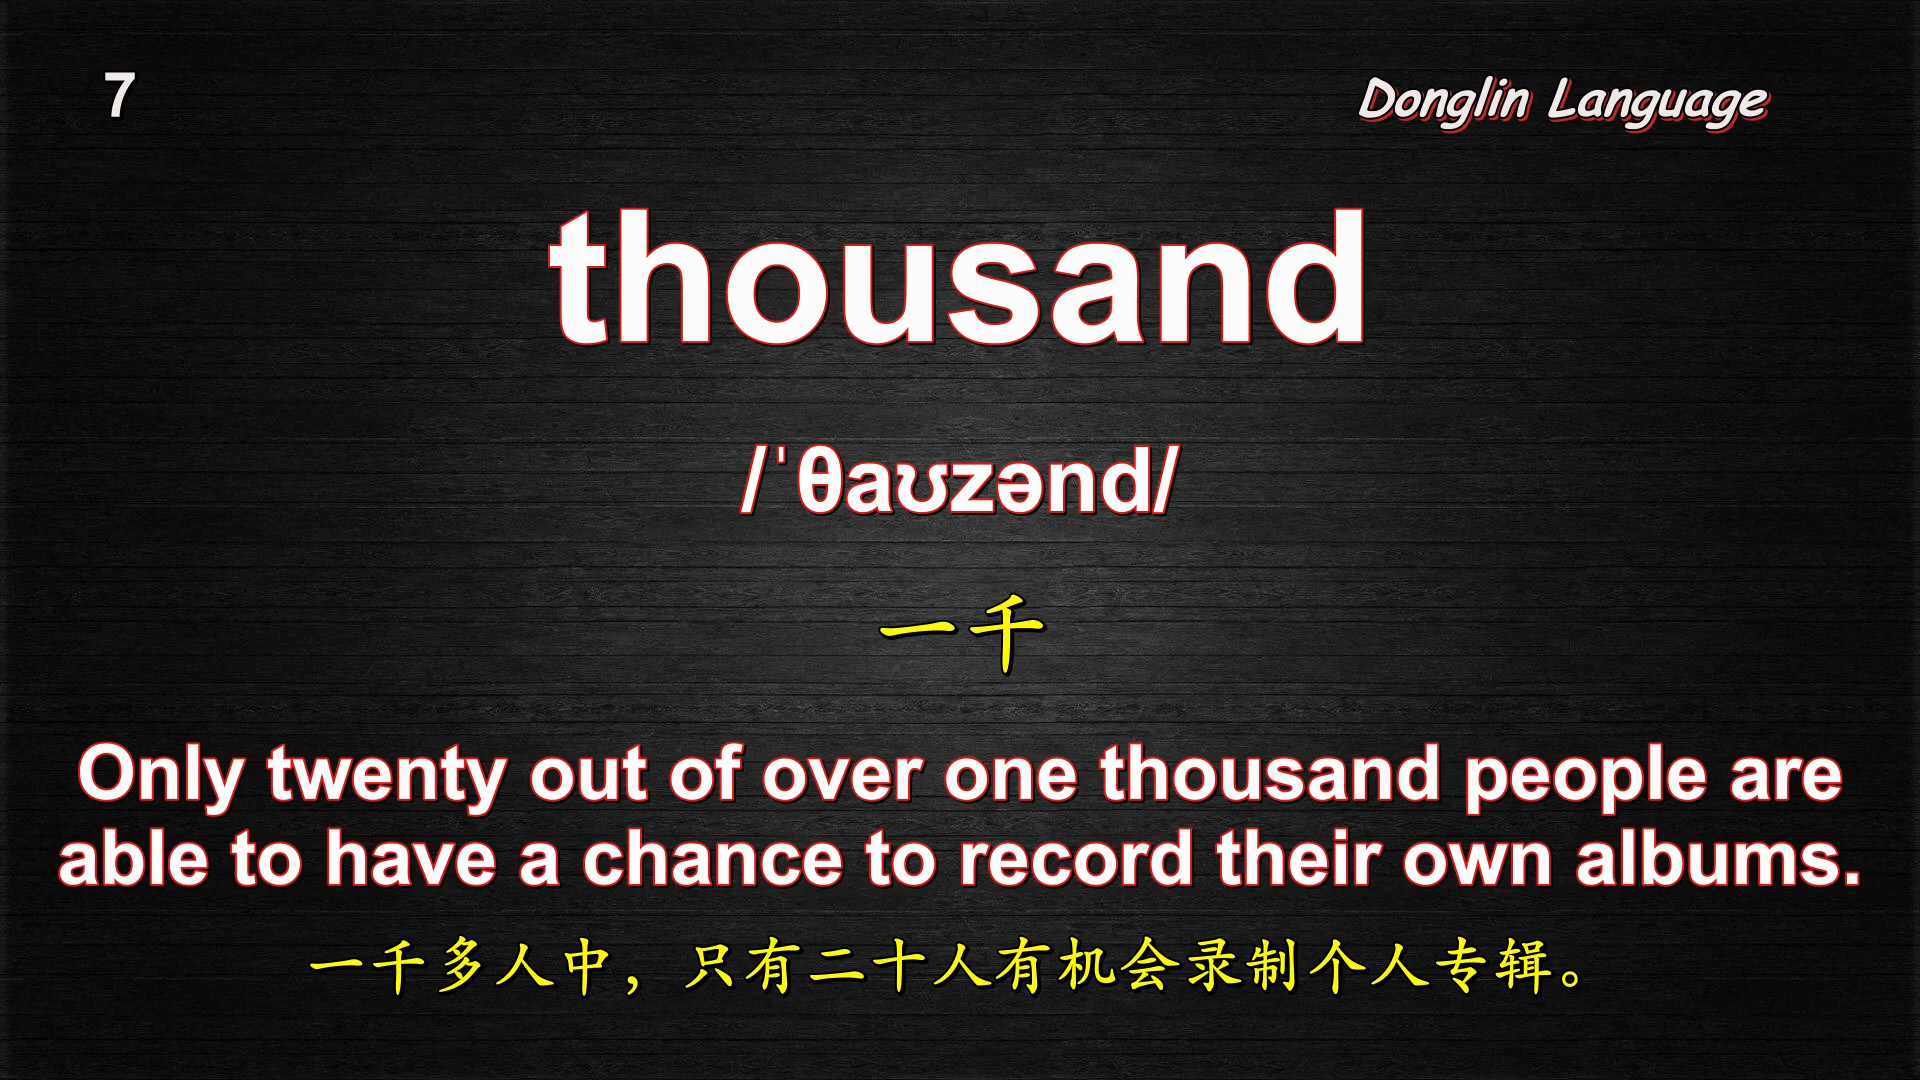 7
Donglin Language
thousand
/ˈθaʊzənd/
一千
Only twenty out of over one thousand people are
able to have a chance to record their own albums.
一千多人中，只有二十人有机会录制个人专辑。